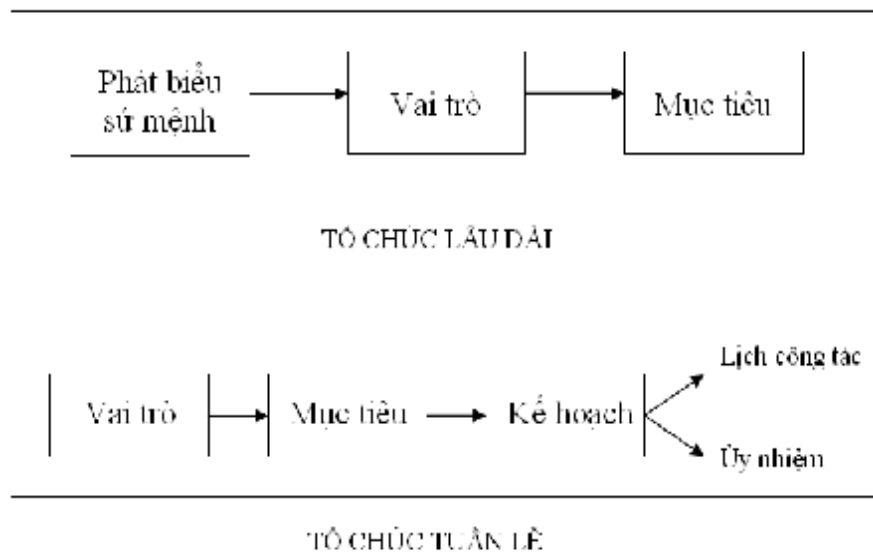 Phát biểu
sứ mệnh
Vai trò
Mục tiêu
TỔ CHỨC LÂU DÀI
Vai trò
Mục tiêu
Kế hoạch
Lịch công tác
Ủy nhiệm
TỔ CHỨC TUẦN LỄ